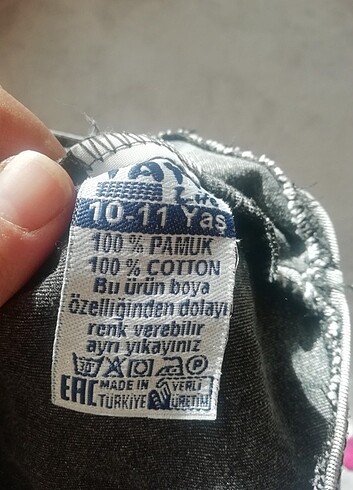 10-11 Yaş
100 % PAMUK
100 % COTTON
Bu ürün boya
özelliğinden dolayı
renk verebilir
ayrı yıkayınız
EAC MADE IN TÜRKİYE YERLİ ÜRETİM